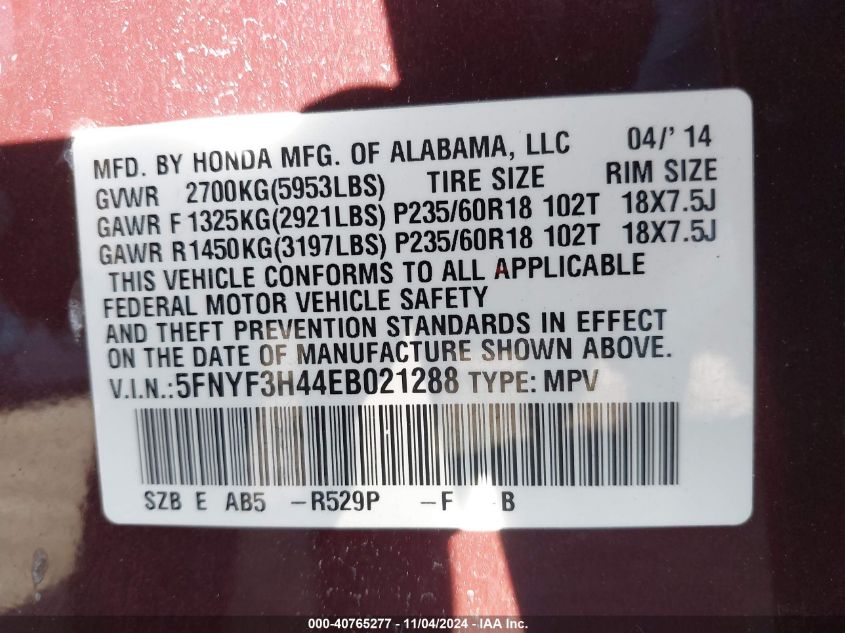 MFD. BY HONDA MFG. OF ALABAMA, LLC 04/' 14
GVWR 2700KG(5953LBS) TIRE SIZE RIM SIZE
GAWR F 1325KG(2921LBS) P235/60R18 102T 18X7.5J
GAWR R1450KG(3197LBS) P235/60R18 102T 18X7.5J
THIS VEHICLE CONFORMS TO ALL APPLICABLE
FEDERAL MOTOR VEHICLE SAFETY
AND THEFT PREVENTION STANDARDS IN EFFECT
ON THE DATE OF MANUFACTURE SHOWN ABOVE.
V.I.N.: 5FNYF3H44EB021288 TYPE: MPV
SZB E AB5 -R529P -F B
000-40765277 - 11/04/2024 - IAAI.COM